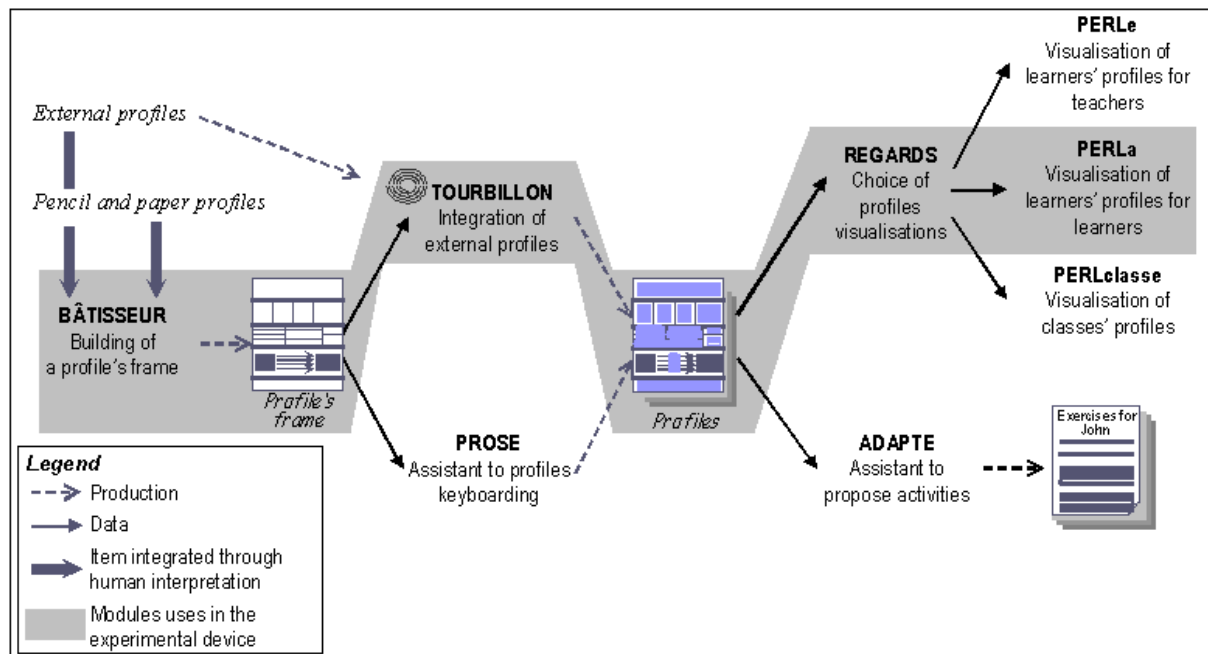 External profiles
Pencil and paper profiles
BÂTISSEUR
Building of
a profile's frame
Profile's
frame
TOURBILLON
Integration of
external profiles
PROSE
Assistant to profiles
keyboarding
Profiles
REGARDS
Choice of
profiles
visualisations
PERLe
Visualisation of
learners' profiles for
teachers
PERLa
Visualisation of
learners' profiles for
learners
PERLclasse
Visualisation of
classes' profiles
ADAPTE
Assistant to
propose activities
Exercises for
John
Legend
Production
Data
Item integrated through
human interpretation
Modules uses in the
experimental device